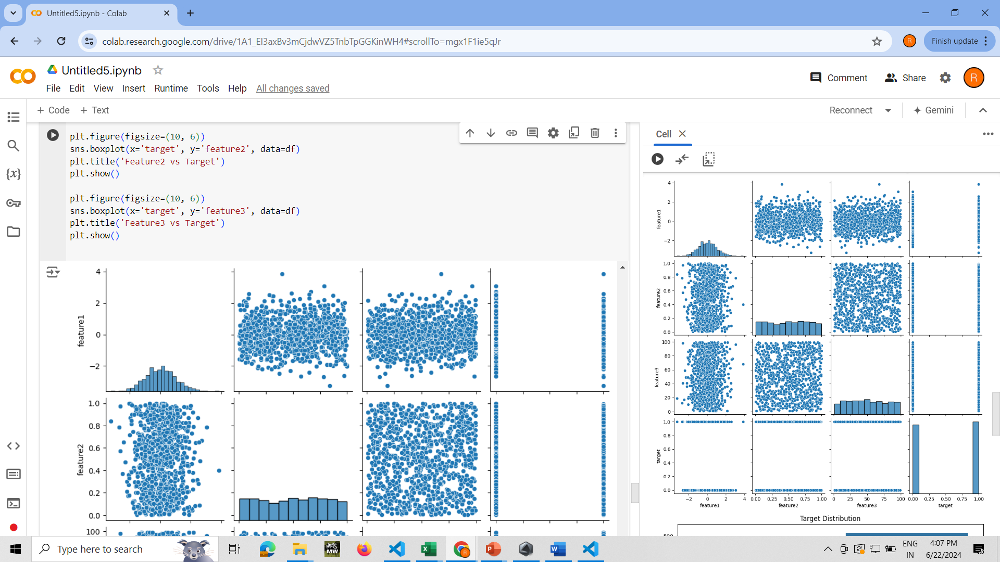 Untitled5.ipynb - Colab
colab.research.google.com/drive/1A1_EI3axBv3mCjdwVZ5TnbTpGGKinWH4#scrollTo=mgx1F1ie5qJr
R
Finish update
Untitled5.ipynb
File Edit View Insert Runtime Tools Help All changes saved
Comment
Share
R
+ Code + Text
Reconnect
Gemini
plt.figure(figsize=(10, 6))
sns.boxplot(x='target', y='feature2', data=df)
plt.title('Feature2 vs Target')
plt.show()
plt.figure(figsize=(10, 6))
sns.boxplot(x='target', y='feature3', data=df)
plt.title('Feature3 vs Target')
plt.show()
4
2
0
−2
feature1
1.0
0.8
0.6
0.4
0.2
0.0
feature2
100
Cell
4
2
0
−2
feature1
1.0
0.8
0.6
0.4
0.2
0.0
feature2
100
80
60
40
20
0
feature3
1.0
0.8
0.6
0.4
0.2
0.0
target
−2 0 2 4 0.00 0.25 0.50 0.75 1.00 0 25 50 75 100 0.00 0.25 0.50 0.75 1.00
feature1 feature2 feature3 target
Target Distribution
Type here to search
MW
ENG
IN
4:07 PM
6/22/2024